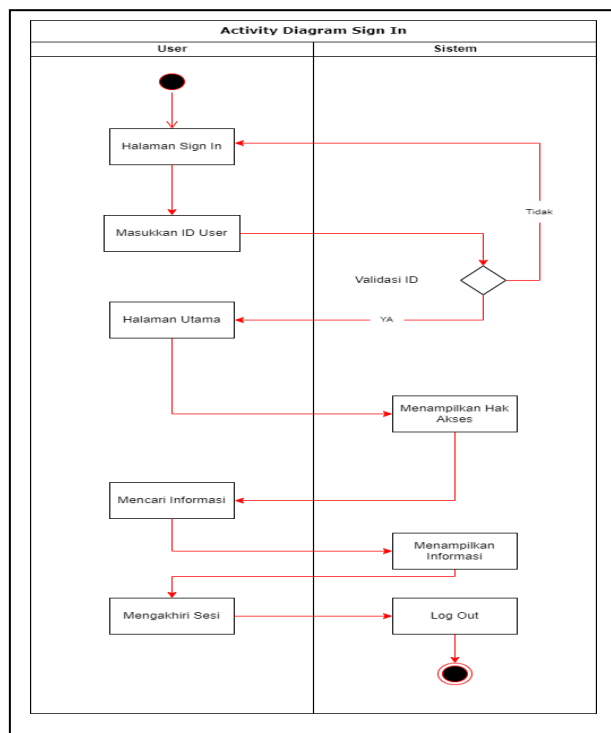 Activity Diagram Sign In
User
Sistem
Halaman Sign In
Tidak
Masukkan ID User
Validasi ID
Halaman Utama
YA
Menampilkan Hak
Akses
Mencari Informasi
Menampilkan
Informasi
Mengakhiri Sesi
Log Out